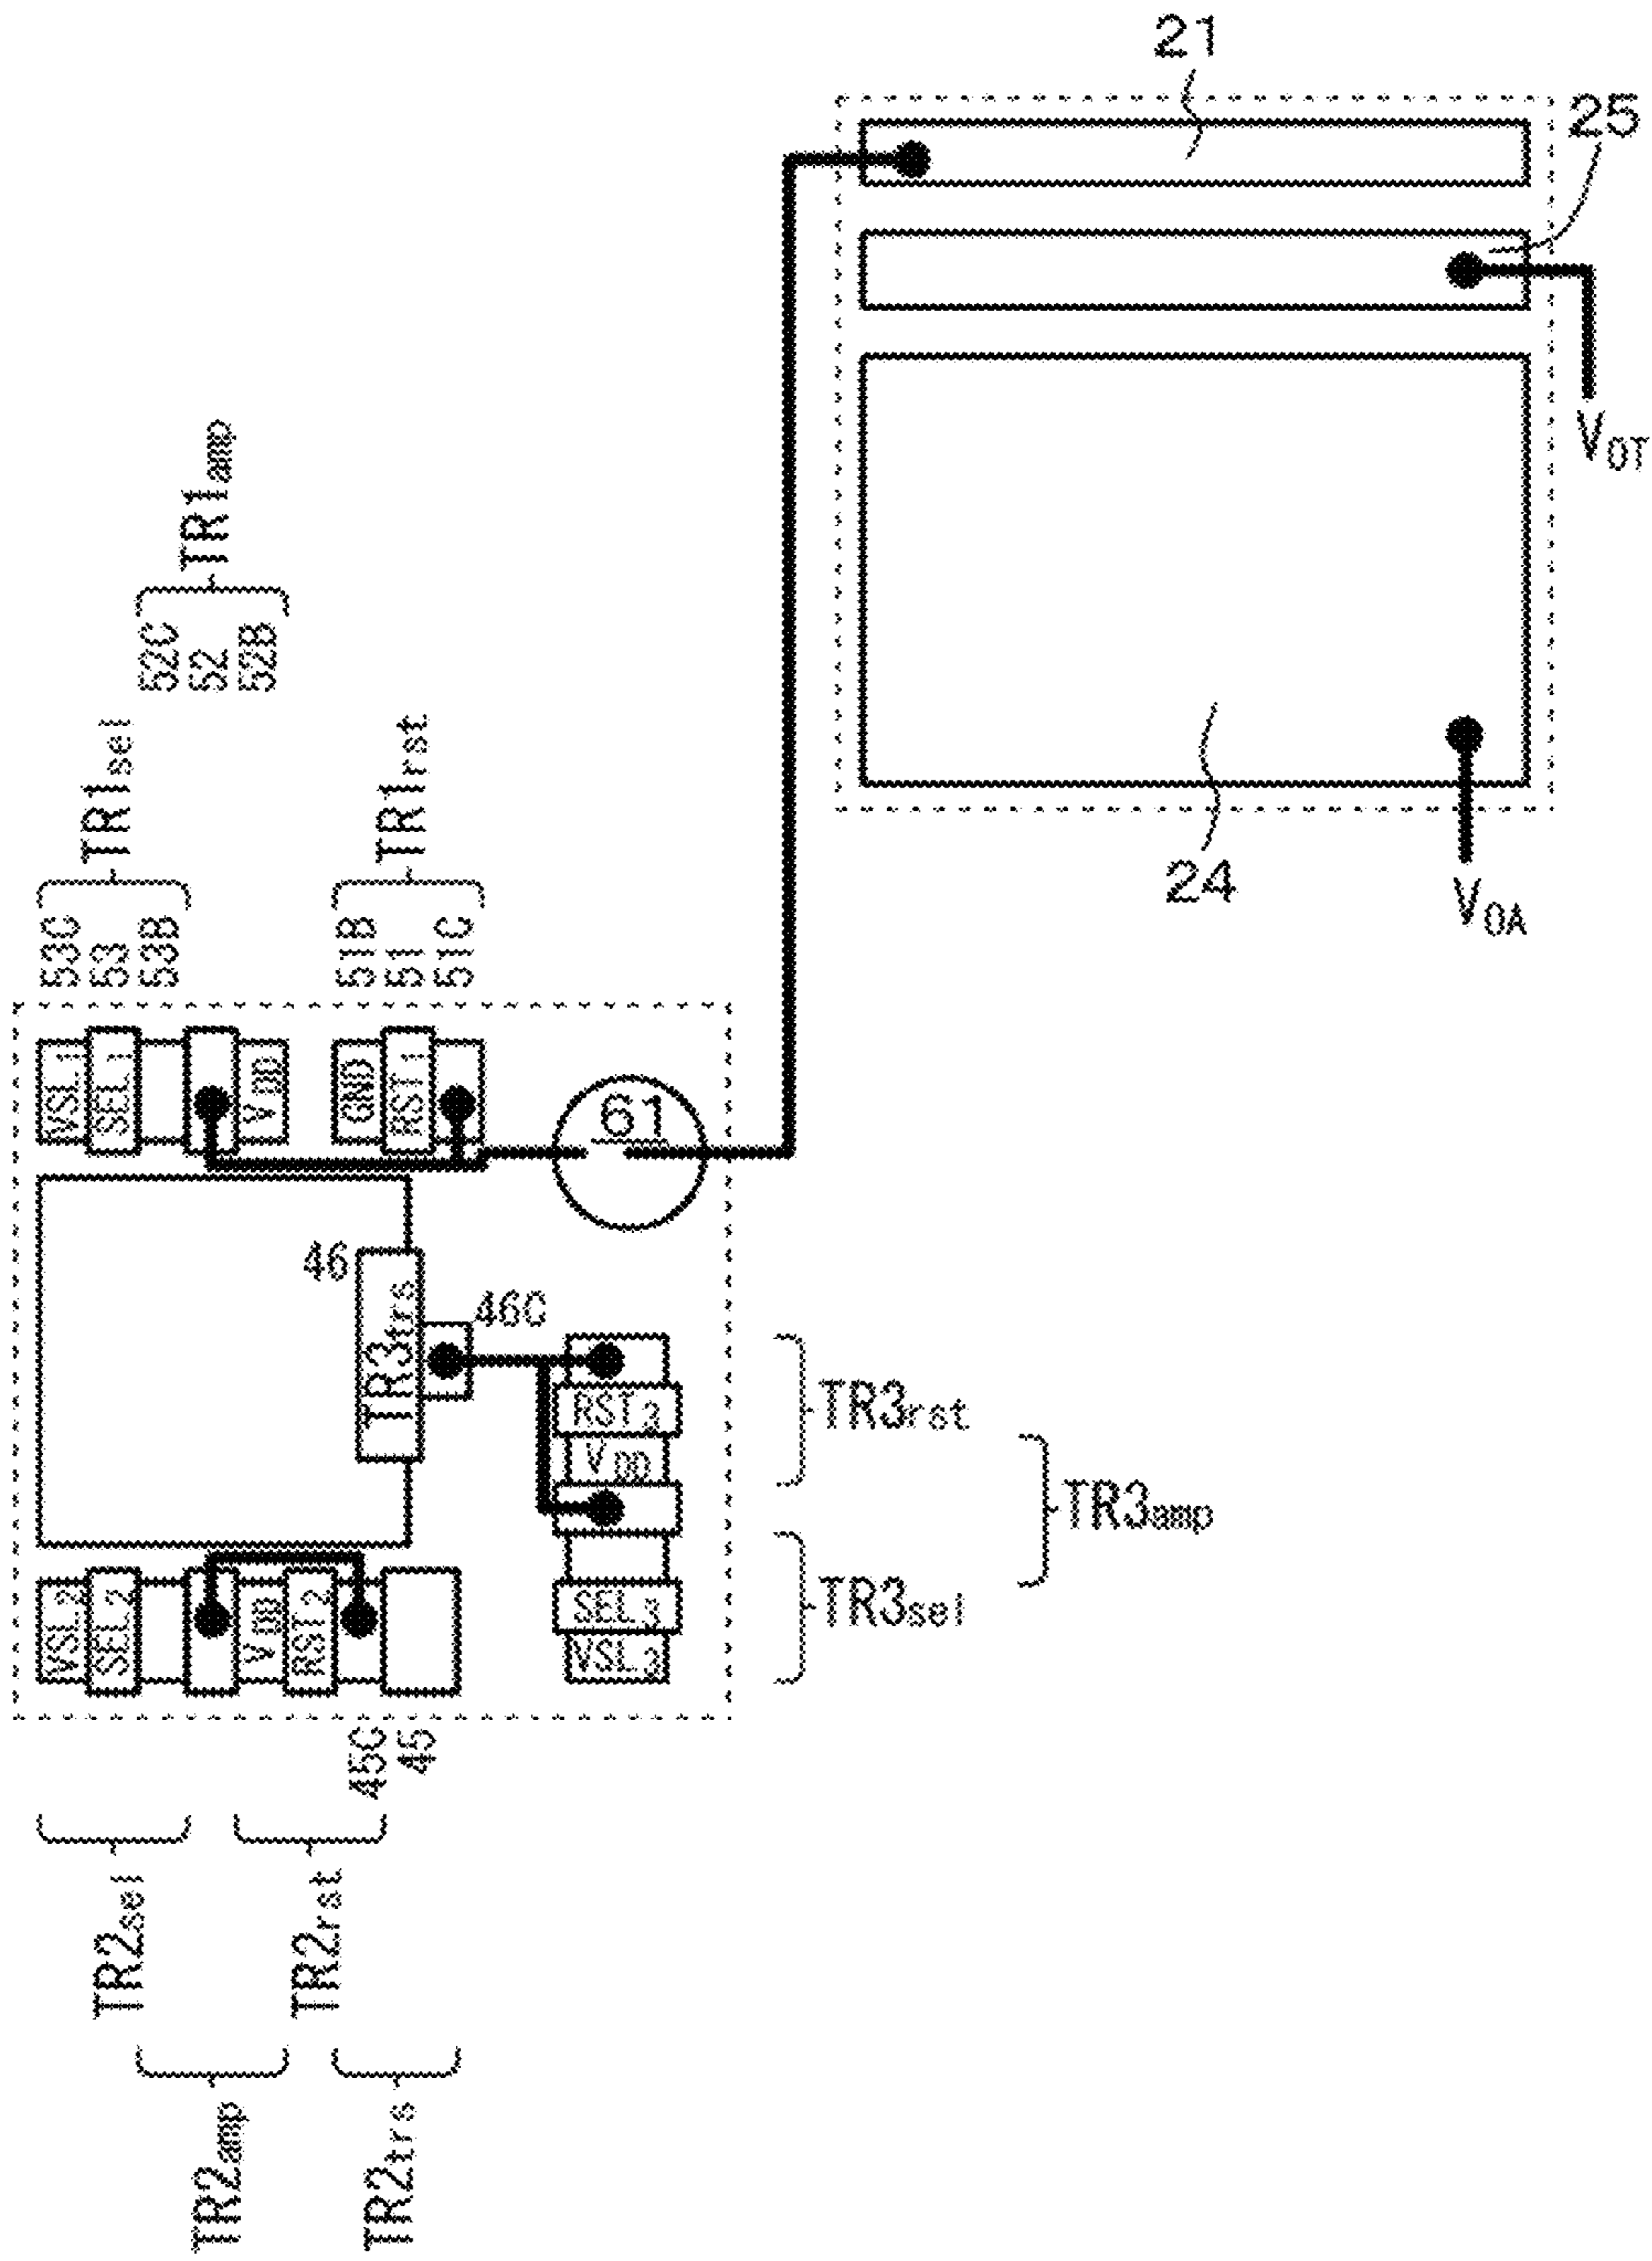 21
25
V_OT
24
V_OA
TR1amp
52C
52
52B
TR1sel
53C
53
53B
TR1rst
51B
51
51C
VSL1
SEL1
VDD
GND
RST1
61
46
TR3trs
46C
RST3
VDD
SEL3
VSL3
TR3rst
TR3amp
TR3sel
VSL2
SEL2
VDD
RST2
45C
45
TR2sel
TR2rst
TR2amp
TR2trs